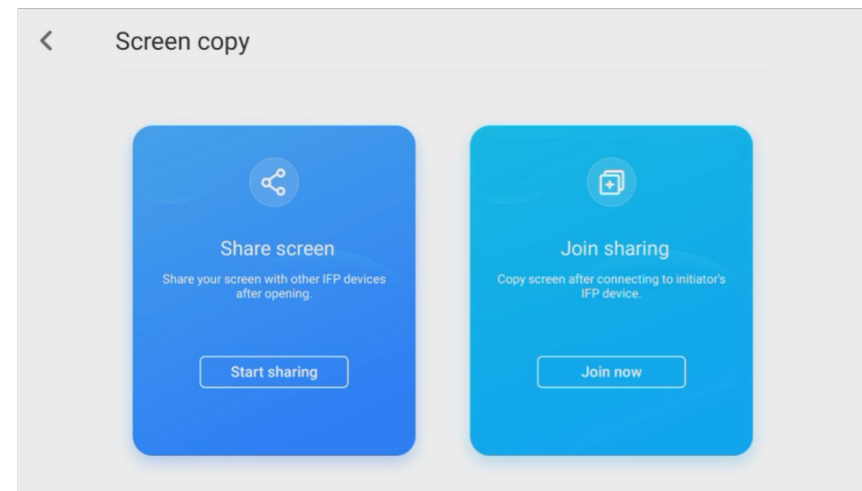 Screen copy
Share screen
Share your screen with other IFP devices
after opening.
Start sharing
Join sharing
Copy screen after connecting to initiator's
IFP device.
Join now